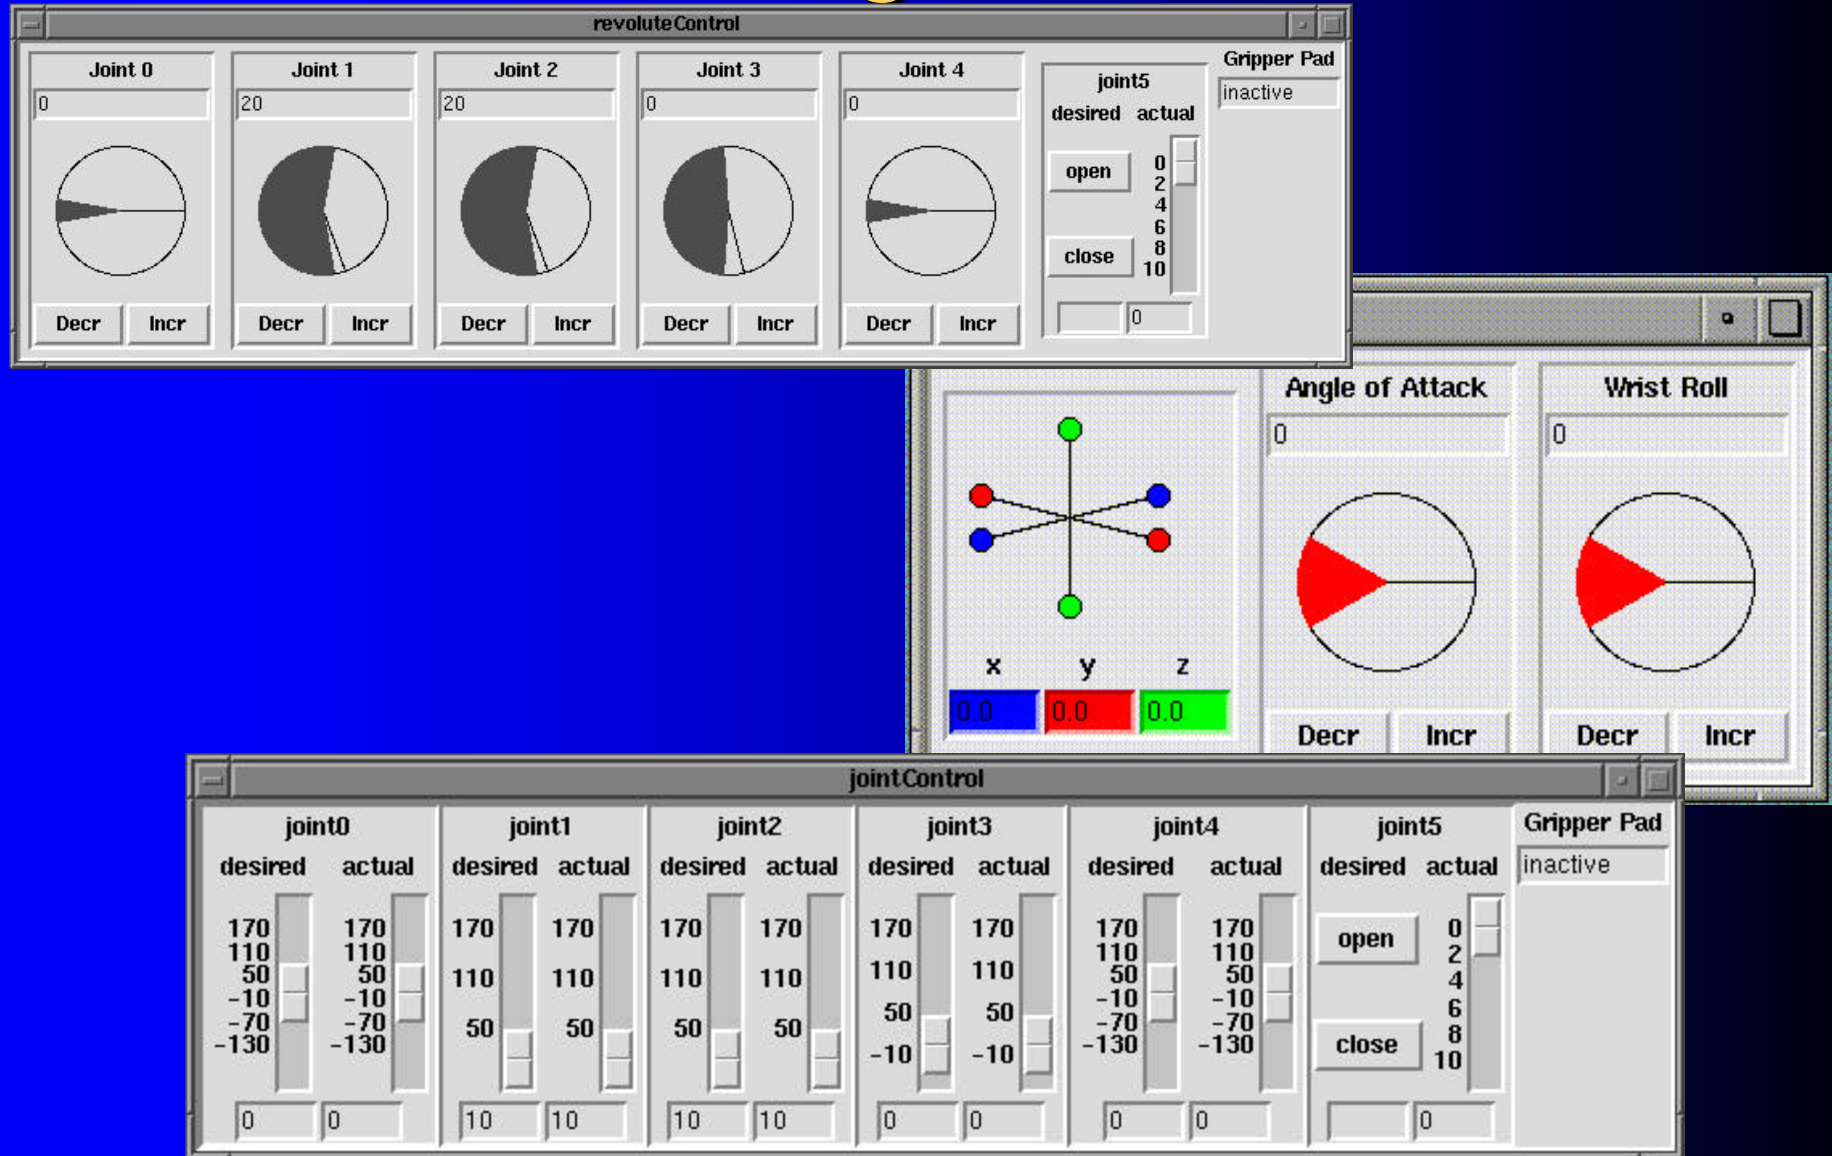 revoluteControl
Joint 0
0
Decr Incr
Joint 1
20
Decr Incr
Joint 2
20
Decr Incr
Joint 3
0
Decr Incr
Joint 4
0
Decr Incr
joint5
desired actual
open
close
0
2
4
6
8
10
0
Gripper Pad
inactive
x y z
0.0 0.0 0.0
Angle of Attack
0
Decr Incr
Wrist Roll
0
Decr Incr
jointControl
joint0
desired actual
170 170
110 110
50 50
-10 -10
-70 -70
-130 -130
0 0
joint1
desired actual
170 170
110 110
50 50
10 10
joint2
desired actual
170 170
110 110
50 50
10 10
joint3
desired actual
170 170
110 110
50 50
-10 -10
0 0
joint4
desired actual
170 170
110 110
50 50
-10 -10
-70 -70
-130 -130
0 0
joint5
desired actual
open
close
0
2
4
6
8
10
0
Gripper Pad
inactive